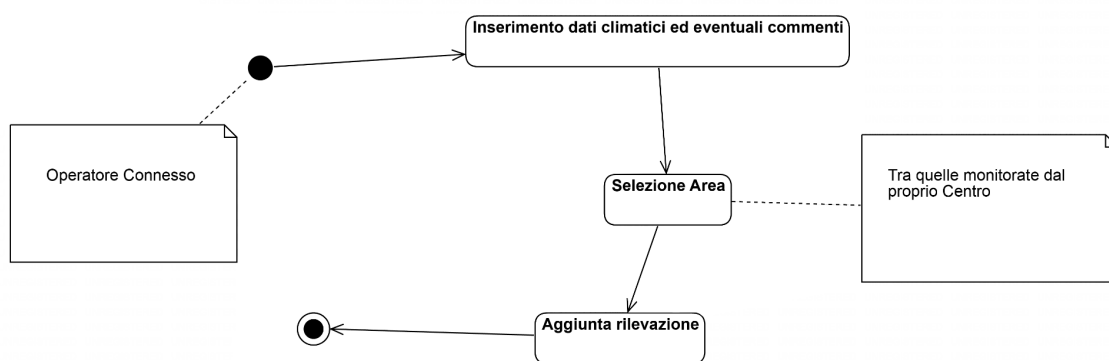 Inserimento dati climatici ed eventuali commenti
Operatore Connesso
Selezione Area
Tra quelle monitorate dal
proprio Centro
Aggiunta rilevazione